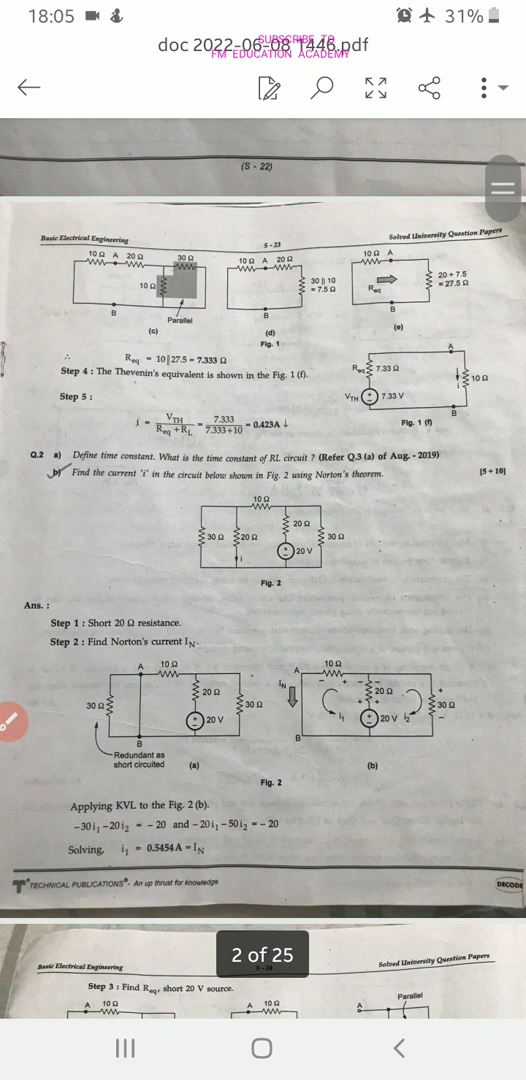 18:05
31%
doc 2022-06-08 1446.pdf
SUBSCRIBE TO
FM EDUCATION ACADEMY
(S - 22)
Basic Electrical Engineering
S - 23
Solved University Question Papers
10 Ω A 20 Ω 30 Ω
10 Ω
B
Parallel
(c)
10 Ω A 20 Ω
30 || 10
= 7.5 Ω
B
(d)
Fig. 1
10 Ω A
Req
20 + 7.5
= 27.5 Ω
B
(e)
∴ Req = 10 || 27.5 = 7.333 Ω
Step 4 : The Thevenin's equivalent is shown in the Fig. 1 (f).
A
Req 7.33 Ω
i 10 Ω
VTH 7.33 V
B
Fig. 1 (f)
Step 5 :
i = VTH / Req + RL = 7.333 / 7.333+10 = 0.423A ↓
Q.2 a) Define time constant. What is the time constant of RL circuit ? (Refer Q.3 (a) of Aug. - 2019)
b) Find the current 'i' in the circuit below shown in Fig. 2 using Norton's theorem. [5 + 10]
10 Ω
30 Ω 20 Ω 20 Ω 30 Ω
i 20 V
Fig. 2
Ans. :
Step 1 : Short 20 Ω resistance.
Step 2 : Find Norton's current IN.
A 10 Ω
30 Ω
20 Ω
30 Ω
20 V
B
Redundant as
short circuited
(a)
A 10 Ω
IN
20 Ω
30 Ω
i1 20 V i2
B
(b)
Fig. 2
Applying KVL to the Fig. 2 (b).
−30 i1 − 20 i2 = − 20 and − 20 i1 − 50 i2 = − 20
Solving, i1 = 0.5454 A = IN
TECHNICAL PUBLICATIONS®- An up thrust for knowledge
DECODE
2 of 25
Basic Electrical Engineering
S - 24
Solved University Question Papers
Step 3 : Find Req, short 20 V source.
A 10 Ω
A 10 Ω
A Parallel